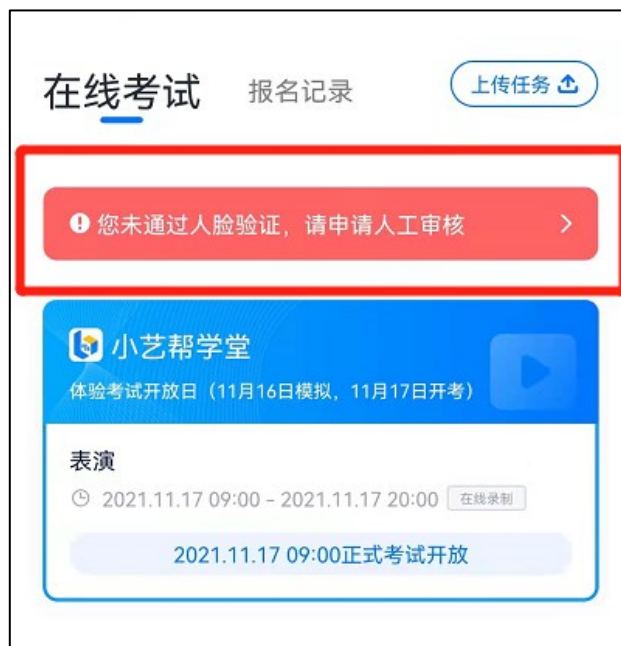 在线考试
报名记录
上传任务
您未通过人脸验证，请申请人工审核
小艺帮学堂
体验考试开放日（11月16日模拟，11月17日开考）
表演
2021.11.17 09:00 - 2021.11.17 20:00
在线录制
2021.11.17 09:00正式考试开放